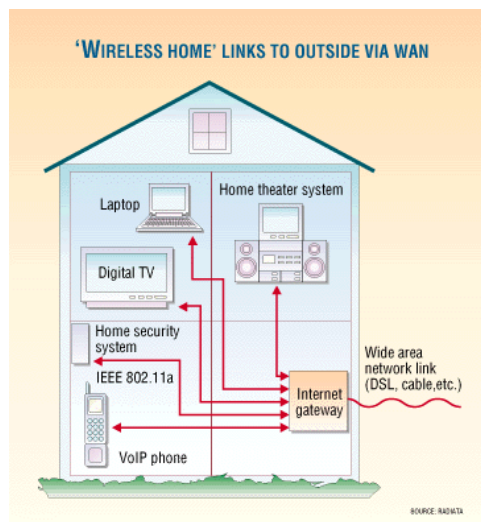 ‘WIRELESS HOME’ LINKS TO OUTSIDE VIA WAN
Laptop
Home theater system
Digital TV
Home security
system
IEEE 802.11a
VoIP phone
Internet
gateway
Wide area
network link
(DSL, cable,etc.)
SOURCE: RADIATA